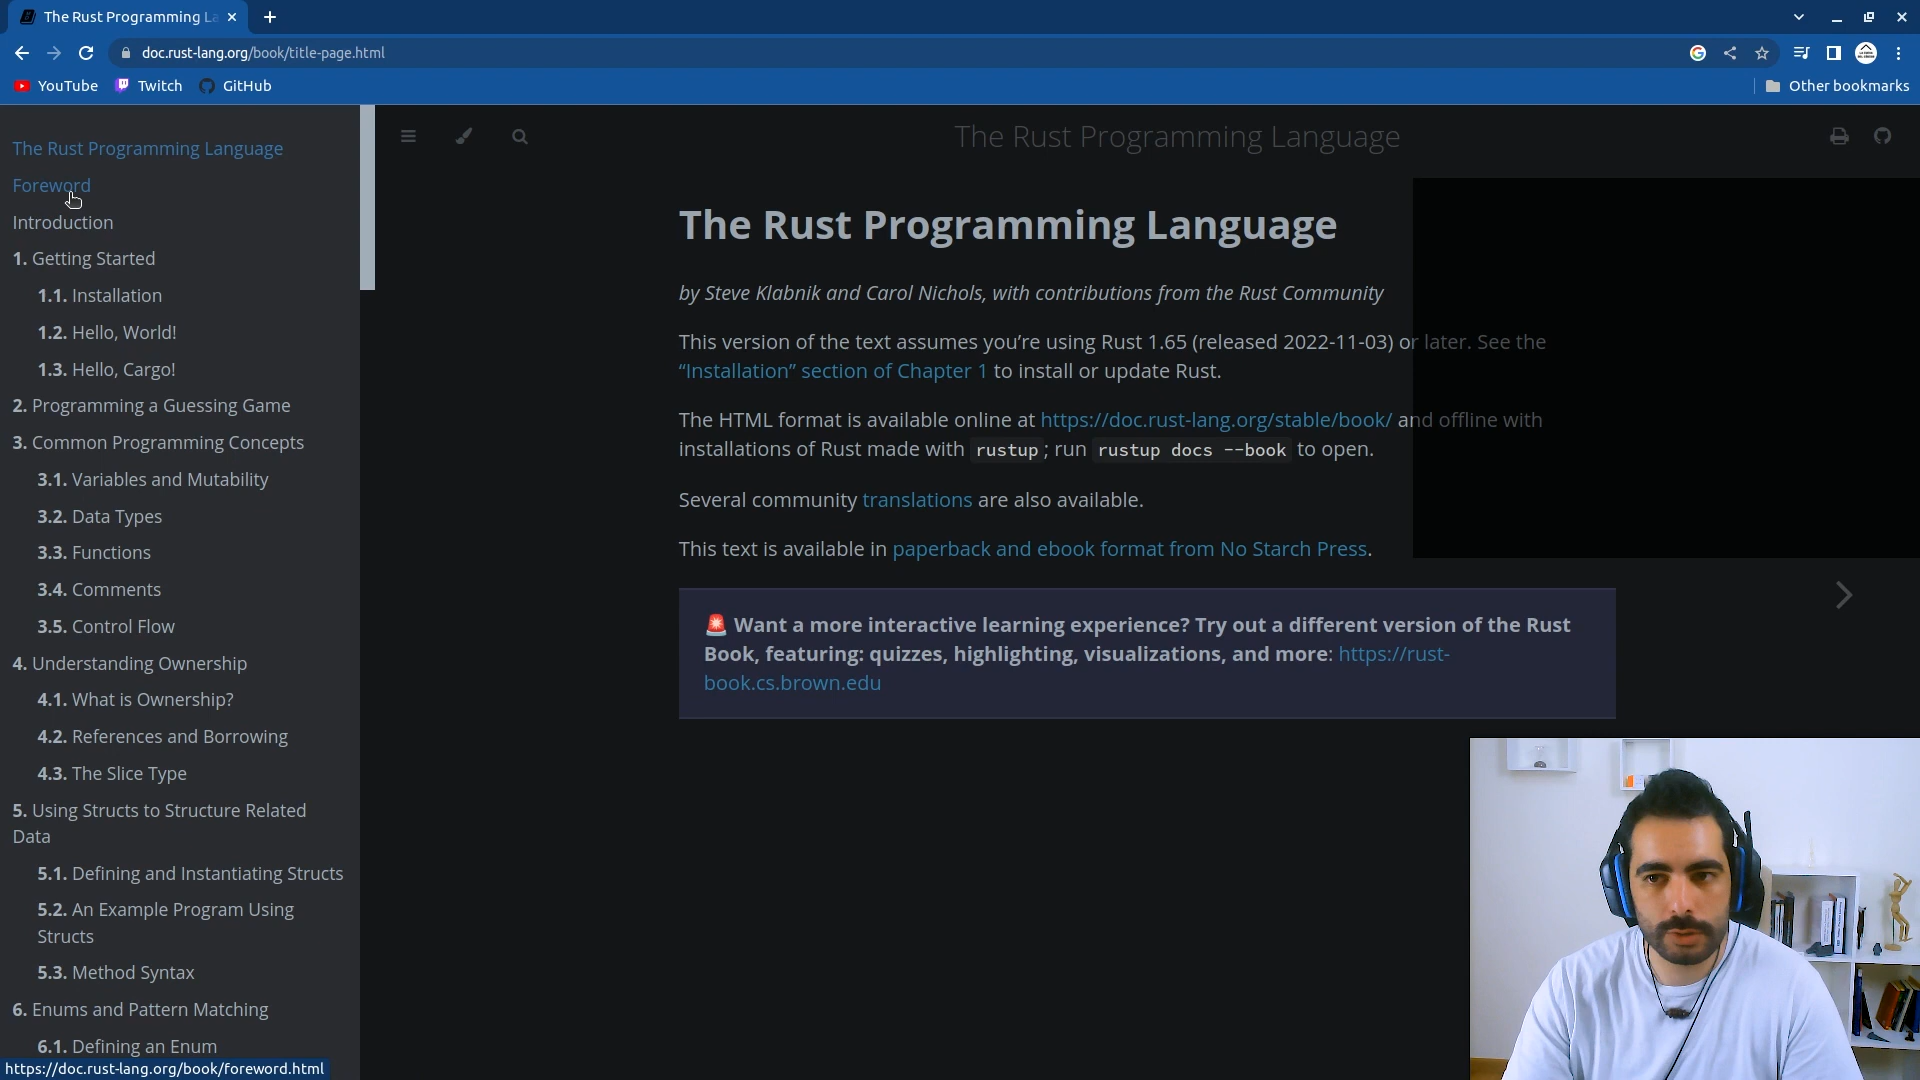 The Rust Programming La
doc.rust-lang.org/book/title-page.html
YouTube
Twitch
GitHub
Other bookmarks
The Rust Programming Language
Foreword
Introduction
1. Getting Started
1.1. Installation
1.2. Hello, World!
1.3. Hello, Cargo!
2. Programming a Guessing Game
3. Common Programming Concepts
3.1. Variables and Mutability
3.2. Data Types
3.3. Functions
3.4. Comments
3.5. Control Flow
4. Understanding Ownership
4.1. What is Ownership?
4.2. References and Borrowing
4.3. The Slice Type
5. Using Structs to Structure Related
Data
5.1. Defining and Instantiating Structs
5.2. An Example Program Using
Structs
5.3. Method Syntax
6. Enums and Pattern Matching
6.1. Defining an Enum
https://doc.rust-lang.org/book/foreword.html
The Rust Programming Language
The Rust Programming Language
by Steve Klabnik and Carol Nichols, with contributions from the Rust Community
This version of the text assumes you’re using Rust 1.65 (released 2022-11-03) or later. See the
“Installation” section of Chapter 1 to install or update Rust.
The HTML format is available online at https://doc.rust-lang.org/stable/book/ and offline with
installations of Rust made with rustup; run rustup docs --book to open.
Several community translations are also available.
This text is available in paperback and ebook format from No Starch Press.
🚨 Want a more interactive learning experience? Try out a different version of the Rust
Book, featuring: quizzes, highlighting, visualizations, and more: https://rust-
book.cs.brown.edu